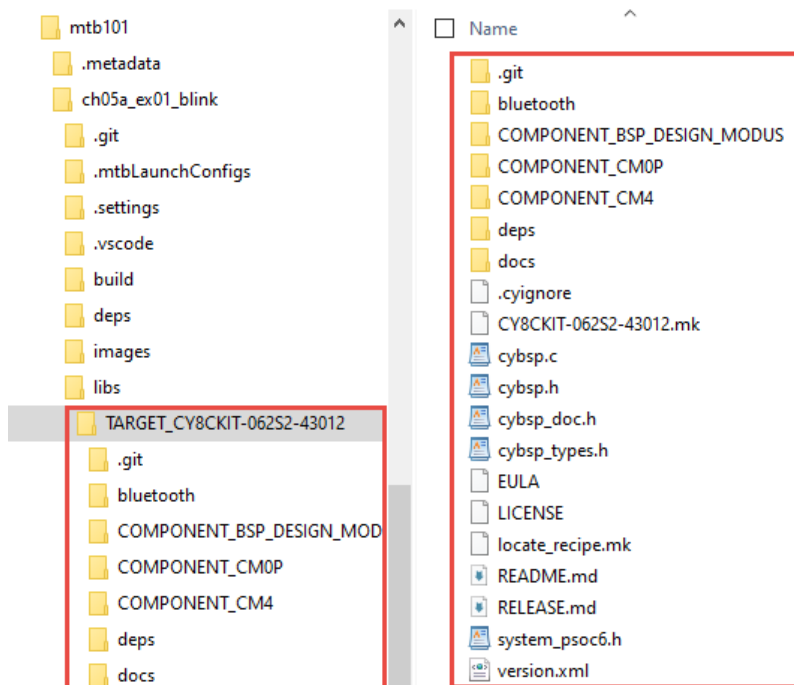 mtb101
.metadata
ch05a_ex01_blink
.git
.mtbLaunchConfigs
.settings
.vscode
build
deps
images
libs
TARGET_CY8CKIT-062S2-43012
.git
bluetooth
COMPONENT_BSP_DESIGN_MOD
COMPONENT_CM0P
COMPONENT_CM4
deps
docs
Name
.git
bluetooth
COMPONENT_BSP_DESIGN_MODUS
COMPONENT_CM0P
COMPONENT_CM4
deps
docs
.cyignore
CY8CKIT-062S2-43012.mk
cybsp.c
cybsp.h
cybsp_doc.h
cybsp_types.h
EULA
LICENSE
locate_recipe.mk
README.md
RELEASE.md
system_psoc6.h
version.xml